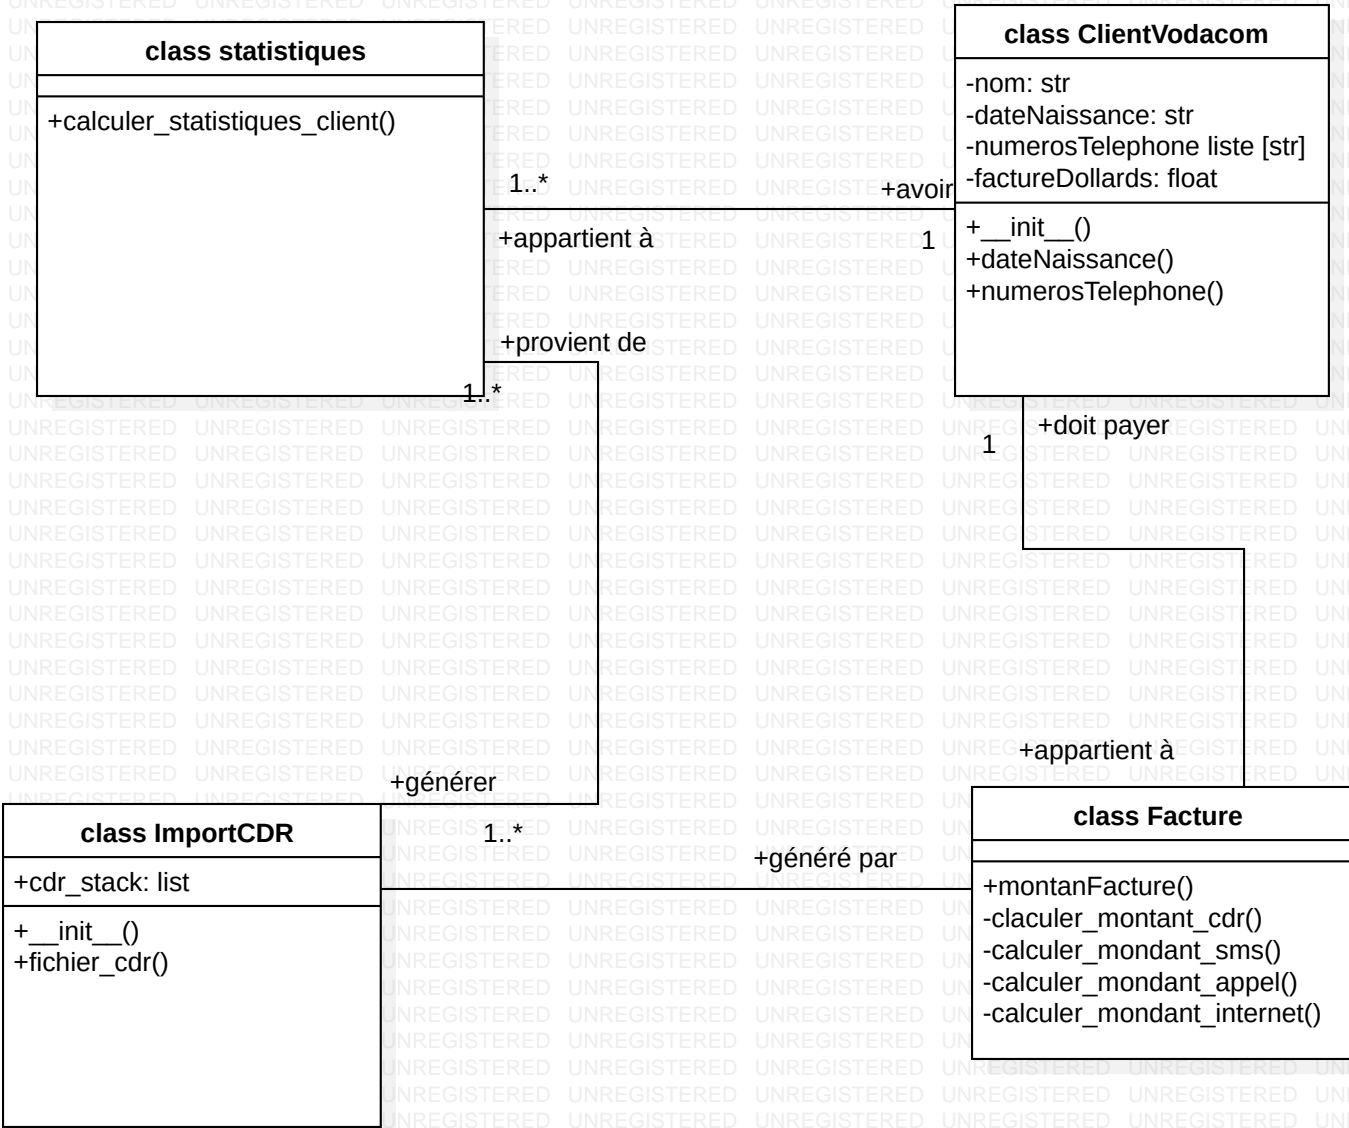 class statistiques
+calculer_statistiques_client()
class ClientVodacom
-nom: str
-dateNaissance: str
-numerosTelephone liste [str]
-factureDollards: float
+__init__()
+dateNaissance()
+numerosTelephone()
1..*
+avoir
+appartient à
1
+provient de
1..*
+doit payer
1
+appartient à
+générer
1..*
+généré par
class ImportCDR
+cdr_stack: list
+__init__()
+fichier_cdr()
class Facture
+montanFacture()
-claculer_montant_cdr()
-calculer_mondant_sms()
-calculer_mondant_appel()
-calculer_mondant_internet()
UNREGISTERED